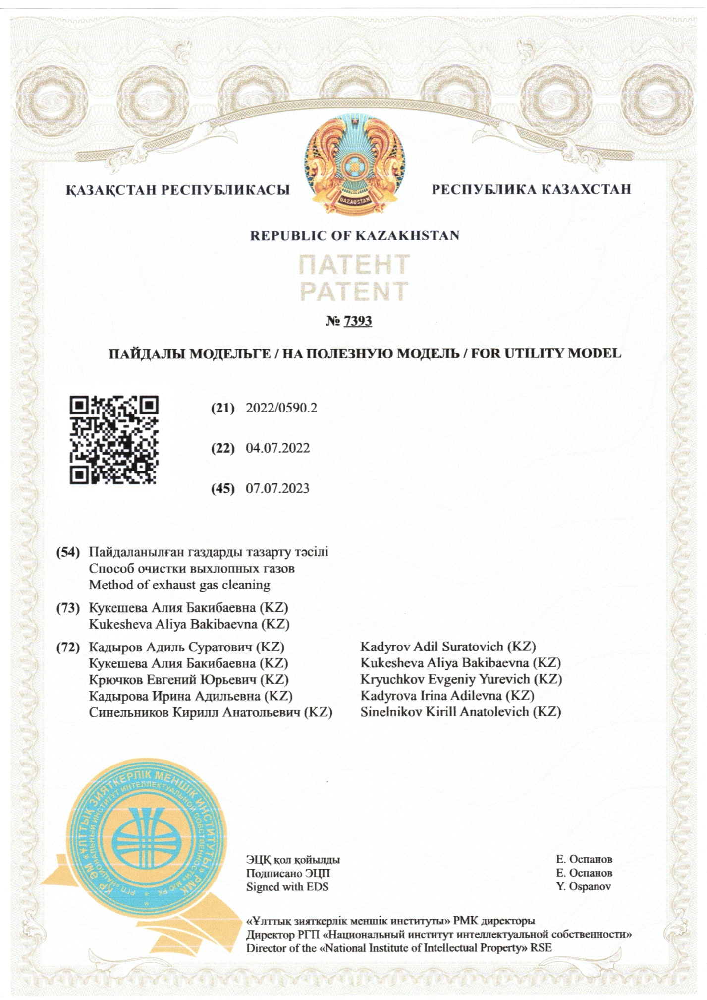 ҚАЗАҚСТАН РЕСПУБЛИКАСЫ
РЕСПУБЛИКА КАЗАХСТАН
QAZAQSTAN
REPUBLIC OF KAZAKHSTAN
ПАТЕНТ
PATENT
№ 7393
ПАЙДАЛЫ МОДЕЛЬГЕ / НА ПОЛЕЗНУЮ МОДЕЛЬ / FOR UTILITY MODEL
(21) 2022/0590.2
(22) 04.07.2022
(45) 07.07.2023
(54) Пайдаланылған газдарды тазарту тәсілі
Способ очистки выхлопных газов
Method of exhaust gas cleaning
(73) Кукешева Алия Бакибаевна (KZ)
Kukesheva Aliya Bakibaevna (KZ)
(72) Кадыров Адиль Суратович (KZ) Kadyrov Adil Suratovich (KZ)
Кукешева Алия Бакибаевна (KZ) Kukesheva Aliya Bakibaevna (KZ)
Крючков Евгений Юрьевич (KZ) Kryuchkov Evgeniy Yurevich (KZ)
Кадырова Ирина Адильевна (KZ) Kadyrova Irina Adilevna (KZ)
Синельников Кирилл Анатольевич (KZ) Sinelnikov Kirill Anatolevich (KZ)
ҚР ӘМ «ҰЛТТЫҚ ЗИЯТКЕРЛІК МЕНШІК ИНСТИТУТЫ» РМК
РГП «НАЦИОНАЛЬНЫЙ ИНСТИТУТ ИНТЕЛЛЕКТУАЛЬНОЙ СОБСТВЕННОСТИ» МЮ РК
ЭЦҚ қол қойылды Е. Оспанов
Подписано ЭЦП Е. Оспанов
Signed with EDS Y. Ospanov
«Ұлттық зияткерлік меншік институты» РМК директоры
Директор РГП «Национальный институт интеллектуальной собственности»
Director of the «National Institute of Intellectual Property» RSE